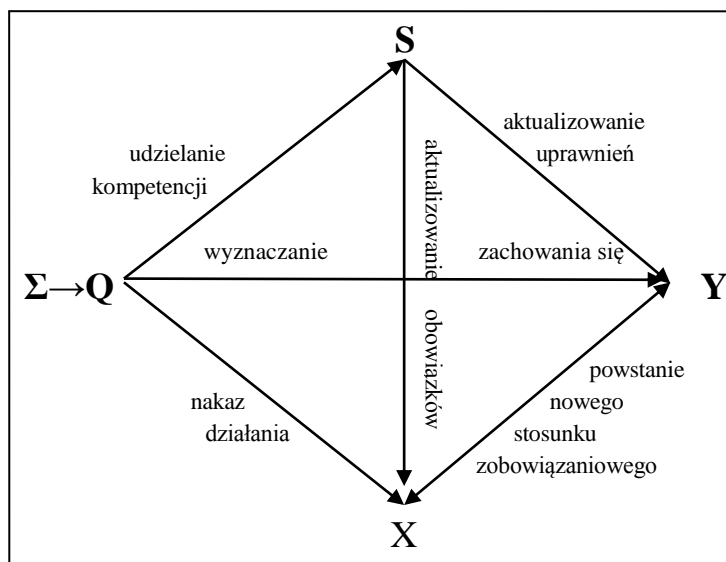 S
aktualizowanie
uprawnień
udzielanie
kompetencji
aktualizowanie obowiązków
wyznaczanie zachowania się
Σ→Q
Y
nakaz
działania
powstanie
nowego
stosunku
zobowiązaniowego
X